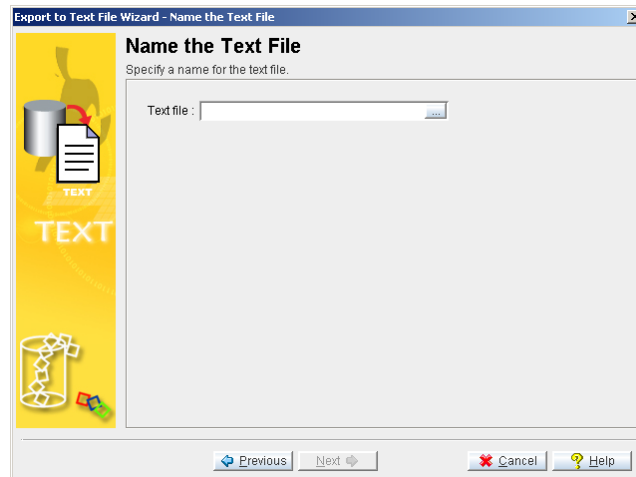 Export to Text File Wizard - Name the Text File
Name the Text File
Specify a name for the text file.
Text file :
...
TEXT
TEXT
Previous
Next
Cancel
Help